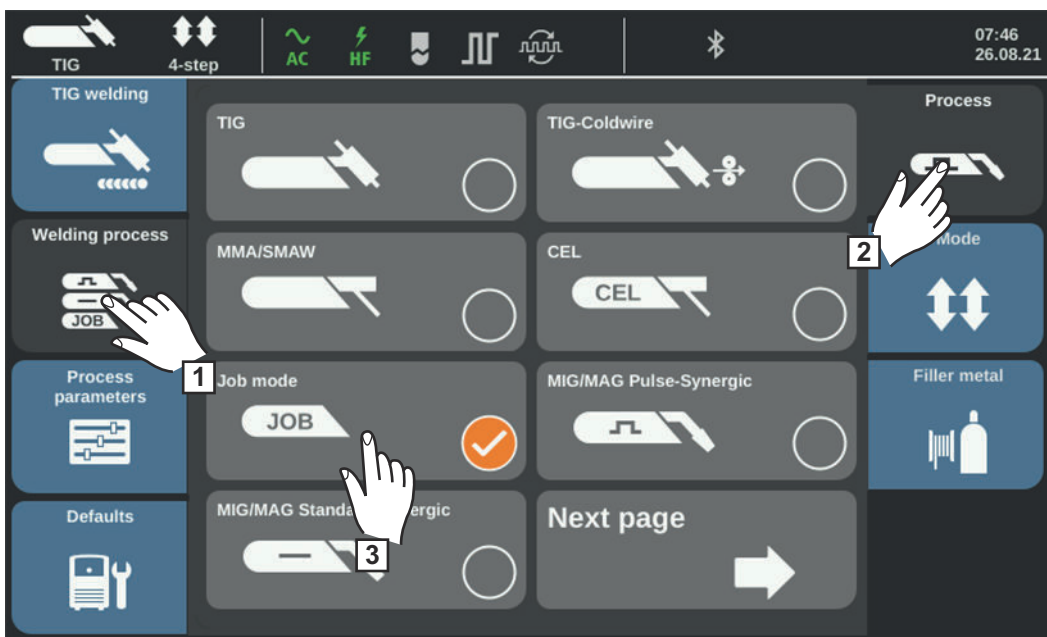 TIG
4-step
AC
HF
07:46
26.08.21
TIG welding
Welding process
JOB
Process
parameters
Defaults
TIG
TIG-Coldwire
MMA/SMAW
CEL
CEL
Job mode
JOB
MIG/MAG Pulse-Synergic
MIG/MAG
Next page
Process
Mode
Filler metal
1
2
3